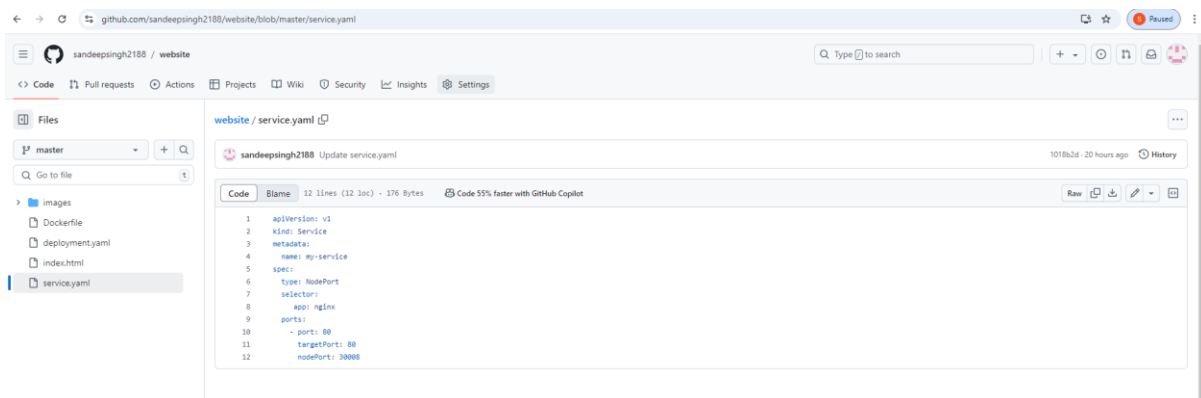 github.com/sandeepsingh2188/website/blob/master/service.yaml
S Paused
sandeepsingh2188 / website
Type / to search
Code Pull requests Actions Projects Wiki Security Insights Settings
Files
website / service.yaml
master
sandeepsingh2188 Update service.yaml
1018b2d · 20 hours ago History
Go to file t
Code Blame 12 lines (12 loc) · 176 Bytes Code 55% faster with GitHub Copilot Raw
images
Dockerfile
deployment.yaml
index.html
service.yaml
1 apiVersion: v1
2 kind: Service
3 metadata:
4 name: my-service
5 spec:
6 type: NodePort
7 selector:
8 app: nginx
9 ports:
10 - port: 80
11 targetPort: 80
12 nodePort: 30008